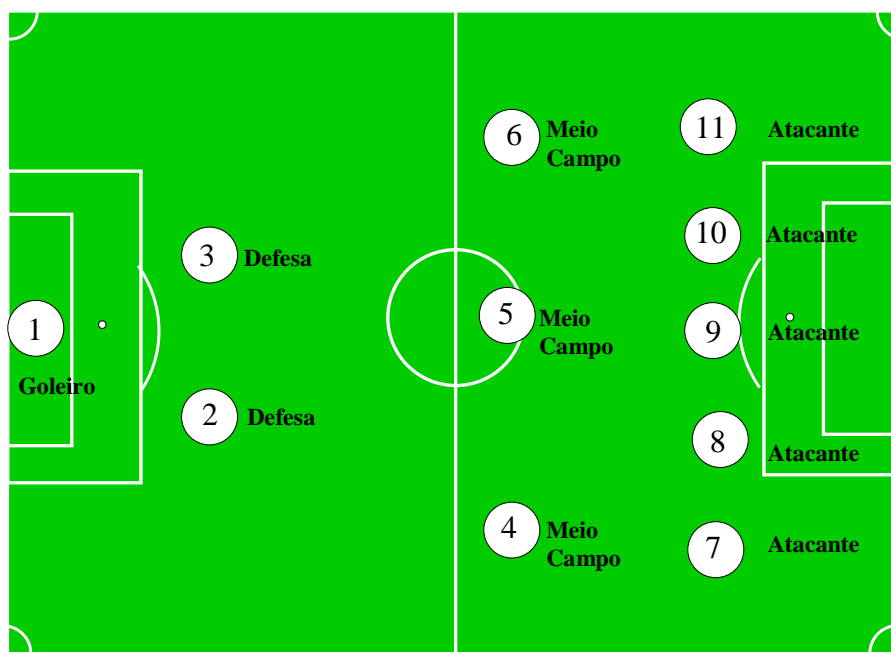 6
Meio
Campo
11
Atacante
3
Defesa
10
Atacante
1
Goleiro
5
Meio
Campo
9
Atacante
2
Defesa
8
Atacante
4
Meio
Campo
7
Atacante